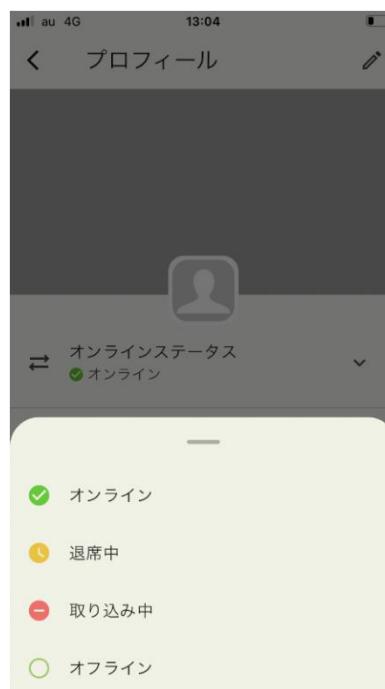 au 4G 13:04
プロフィール
オンラインステータス
オンライン
オンライン
退席中
取り込み中
オフライン